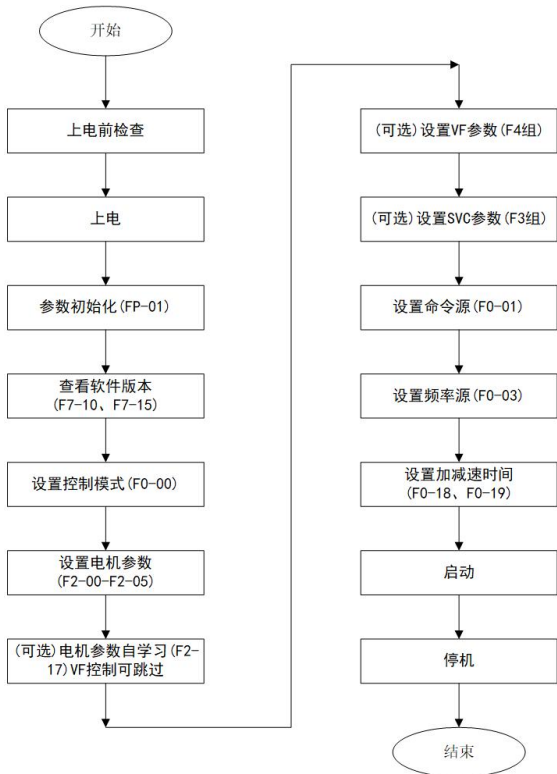 开始
上电前检查
上电
参数初始化(FP-01)
查看软件版本
(F7-10、F7-15)
设置控制模式(F0-00)
设置电机参数
(F2-00-F2-05)
(可选)电机参数自学习(F2-
17)VF控制可跳过
(可选)设置VF参数(F4组)
(可选)设置SVC参数(F3组)
设置命令源(F0-01)
设置频率源(F0-03)
设置加减速时间
(F0-18、F0-19)
启动
停机
结束